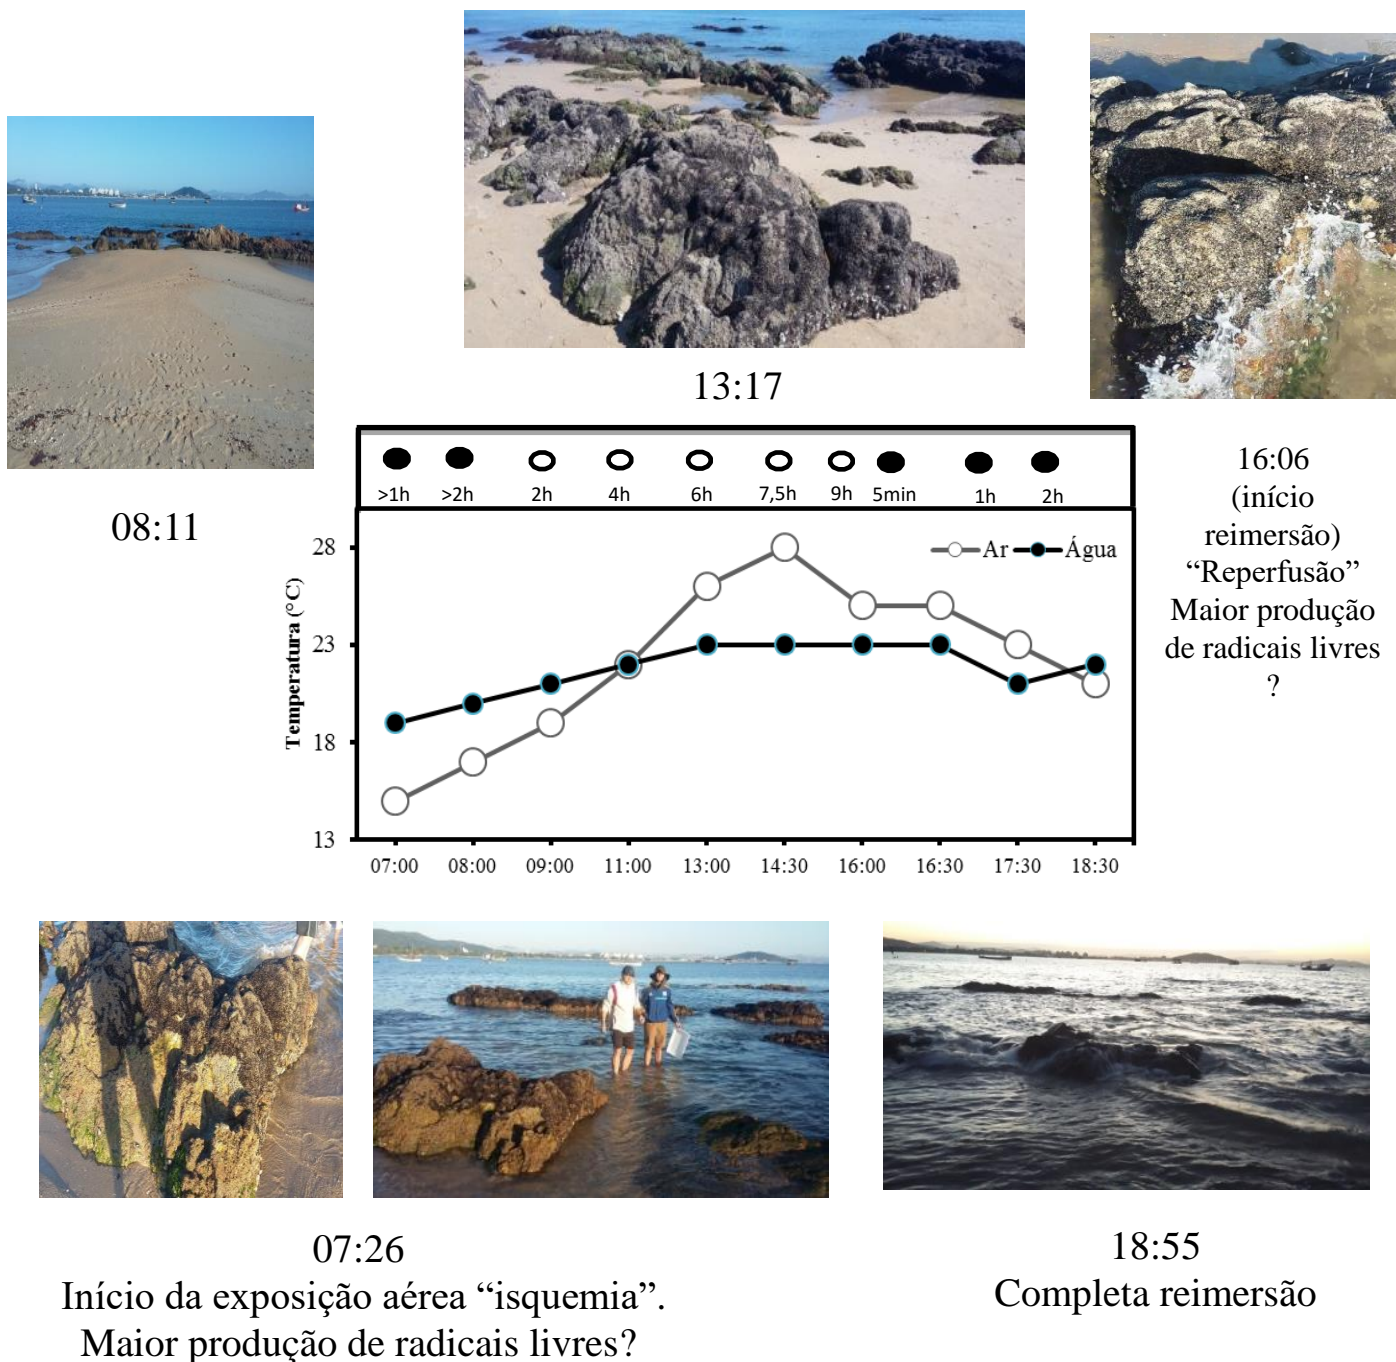 13:17
08:11
16:06
(início
reimersão)
“Reperfusão”
Maior produção
de radicais livres
?
>1h >2h 2h 4h 6h 7,5h 9h 5min 1h 2h
Ar Água
Temperatura (°C)
28
23
18
13
07:00 08:00 09:00 11:00 13:00 14:30 16:00 16:30 17:30 18:30
07:26
Início da exposição aérea “isquemia”.
Maior produção de radicais livres?
18:55
Completa reimersão